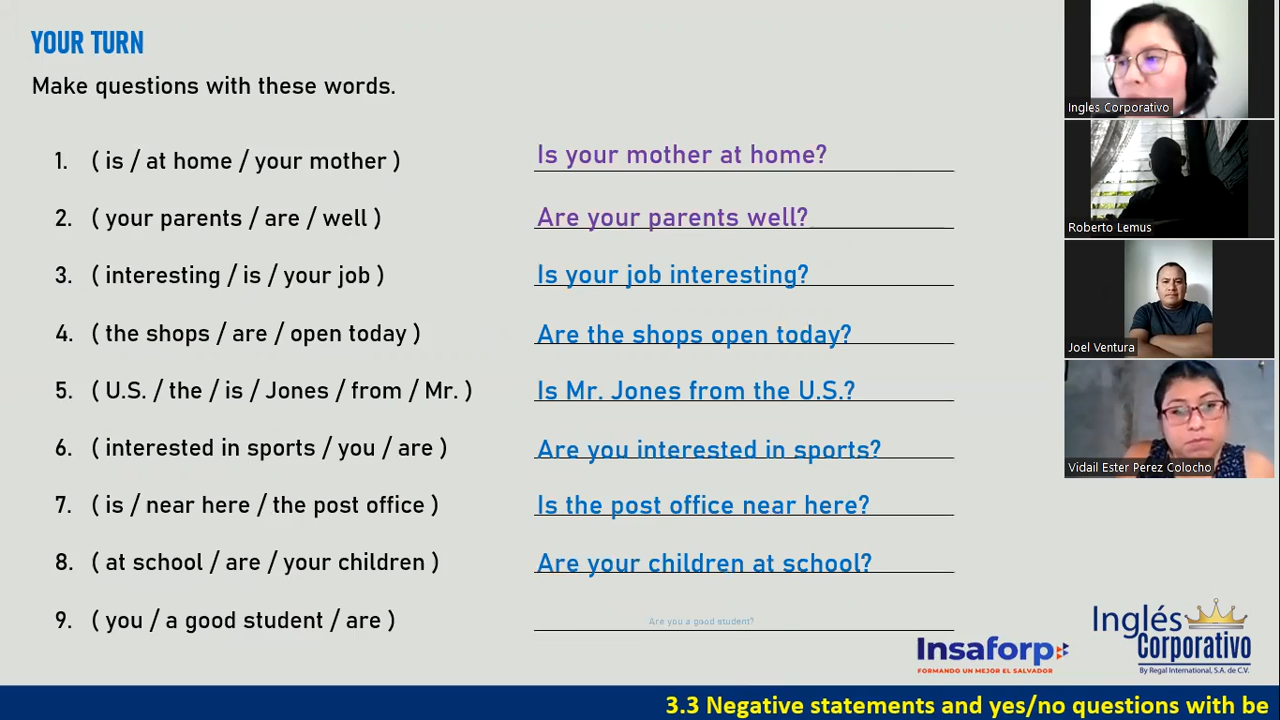 YOUR TURN
Make questions with these words.
1. ( is / at home / your mother ) Is your mother at home?
2. ( your parents / are / well ) Are your parents well?
3. ( interesting / is / your job ) Is your job interesting?
4. ( the shops / are / open today ) Are the shops open today?
5. ( U.S. / the / is / Jones / from / Mr. ) Is Mr. Jones from the U.S.?
6. ( interested in sports / you / are ) Are you interested in sports?
7. ( is / near here / the post office ) Is the post office near here?
8. ( at school / are / your children ) Are your children at school?
9. ( you / a good student / are ) Are you a good student?
Ingles Corporativo
Roberto Lemus
Joel Ventura
Vidail Ester Perez Colocho
Insaforp
FORMANDO UN MEJOR EL SALVADOR
Inglés
Corporativo
By Regal International, S.A. de C.V.
3.3 Negative statements and yes/no questions with be